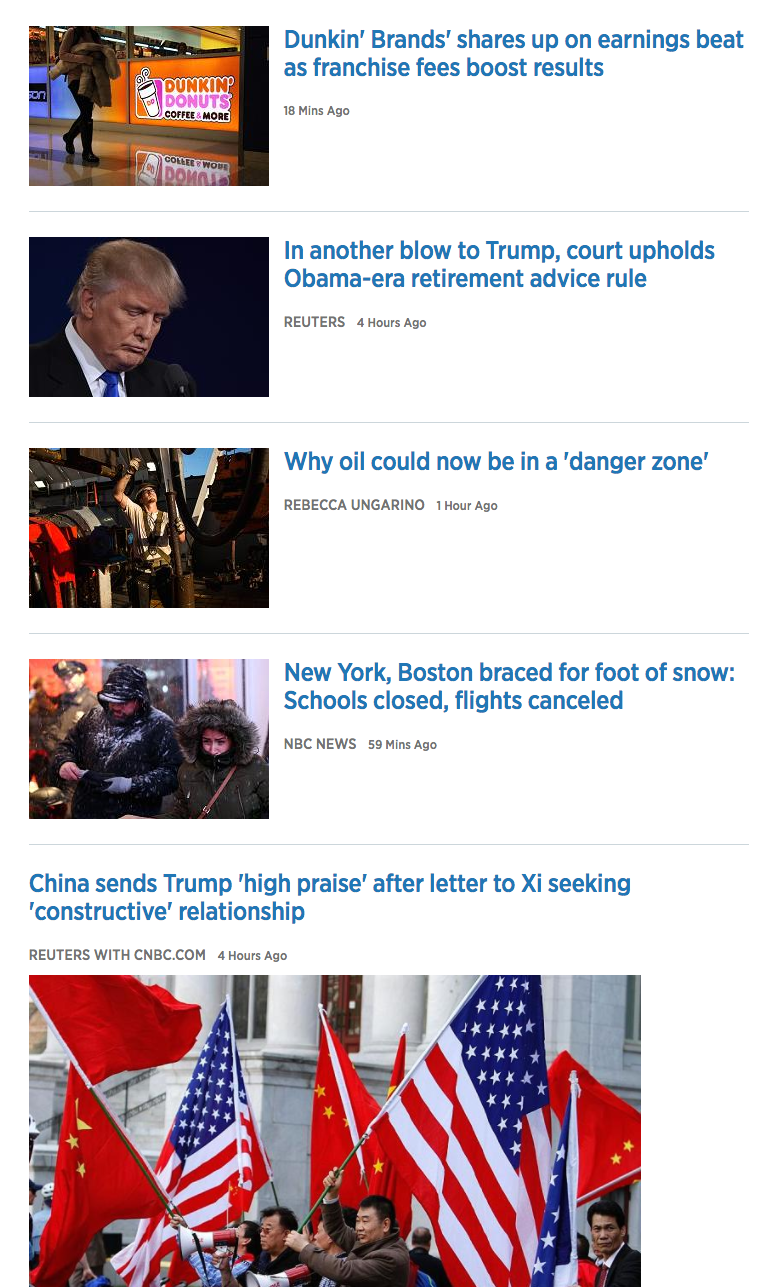 DUNKIN'
DONUTS
COFFEE & MORE
Dunkin' Brands' shares up on earnings beat
as franchise fees boost results
18 Mins Ago
In another blow to Trump, court upholds
Obama-era retirement advice rule
REUTERS 4 Hours Ago
Why oil could now be in a 'danger zone'
REBECCA UNGARINO 1 Hour Ago
New York, Boston braced for foot of snow:
Schools closed, flights canceled
NBC NEWS 59 Mins Ago
China sends Trump 'high praise' after letter to Xi seeking
'constructive' relationship
REUTERS WITH CNBC.COM 4 Hours Ago